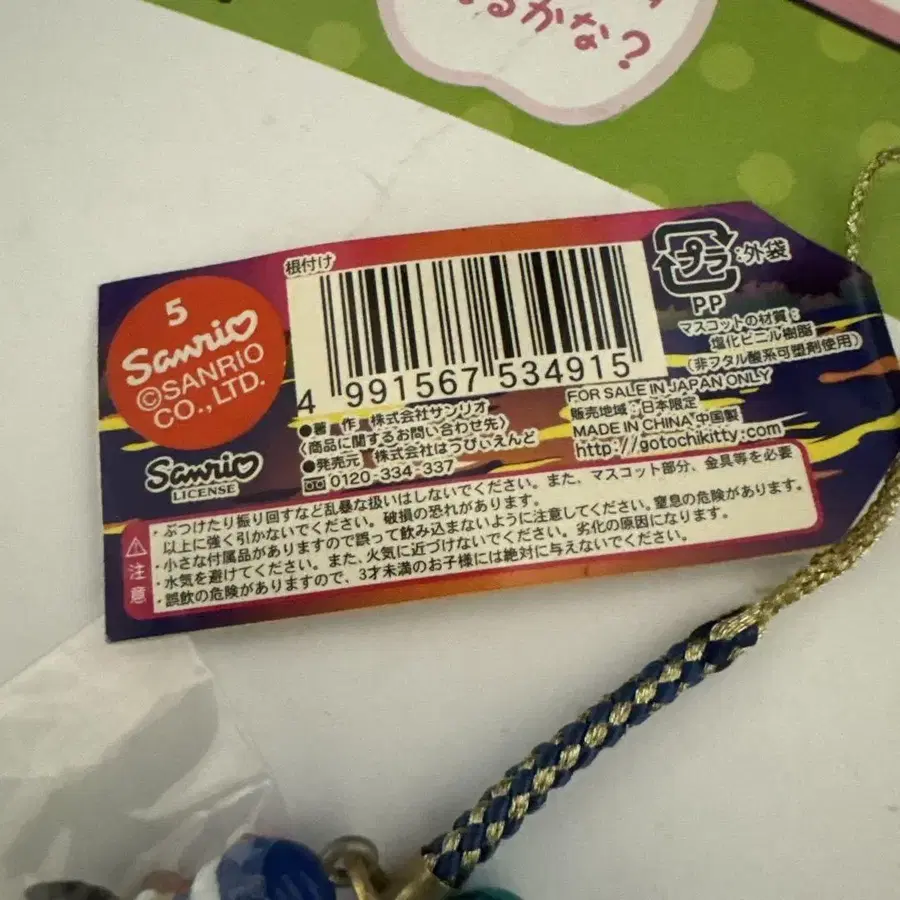 るかな?
根付け
プラ
:外袋
PP
マスコットの材質:
塩化ビニル樹脂
(非フタル酸系可塑剤使用)
5
Sanrio
©SANRIO
CO., LTD.
Sanrio
LICENSE
4 991567 534915
●著 作 株式会社サンリオ
〈商品に関するお問い合わせ先〉
●発売元 株式会社はうぴぃえんど
0120-334-337
FOR SALE IN JAPAN ONLY
販売地域:日本限定
MADE IN CHINA 中国製
http://gotochikitty.com
注意
・ぶつけたり振り回すなど乱暴な扱いはしないでください。また、マスコット部分、金具等を必要
以上に強く引かないでください。破損の恐れがあります。
・小さな付属品がありますので誤って飲み込まないように注意してください。窒息の危険があります。
・水気を避けてください。また、火気に近づけないでください。劣化の原因になります。
・誤飲の危険がありますので、3才未満のお子様には絶対に与えないでください。